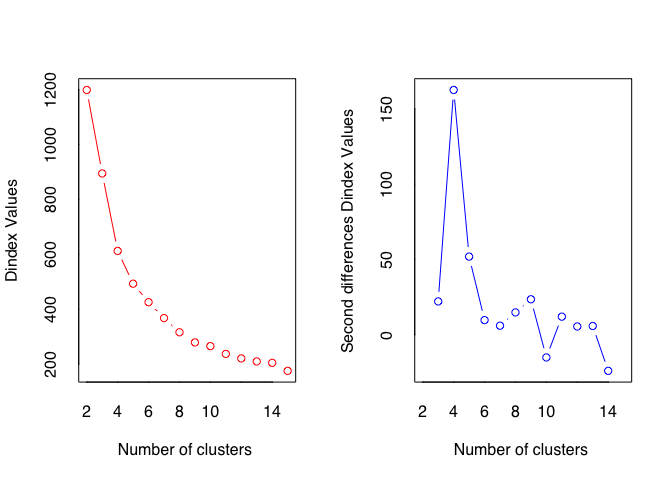 Dindex Values
1200
1000
800
600
400
200
2 4 6 8 10 14
Number of clusters
Second differences Dindex Values
150
100
50
0
2 4 6 8 10 14
Number of clusters